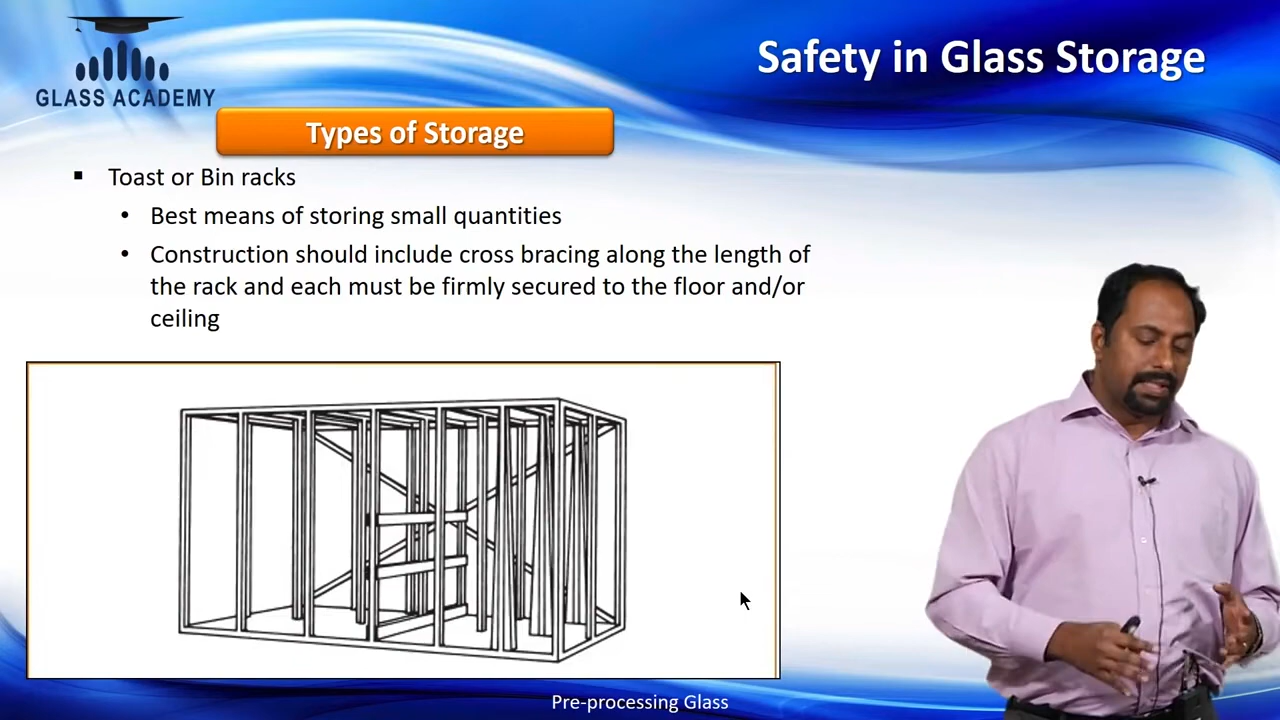 Safety in Glass Storage
GLASS ACADEMY
Types of Storage
▪ Toast or Bin racks
• Best means of storing small quantities
• Construction should include cross bracing along the length of
the rack and each must be firmly secured to the floor and/or
ceiling
Pre-processing Glass